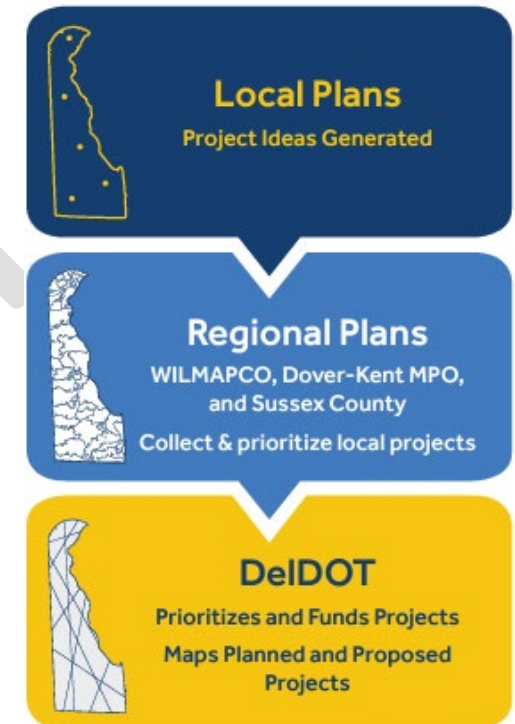 Local Plans
Project Ideas Generated
Regional Plans
WILMAPCO, Dover-Kent MPO,
and Sussex County
Collect & prioritize local projects
DelDOT
Prioritizes and Funds Projects
Maps Planned and Proposed
Projects